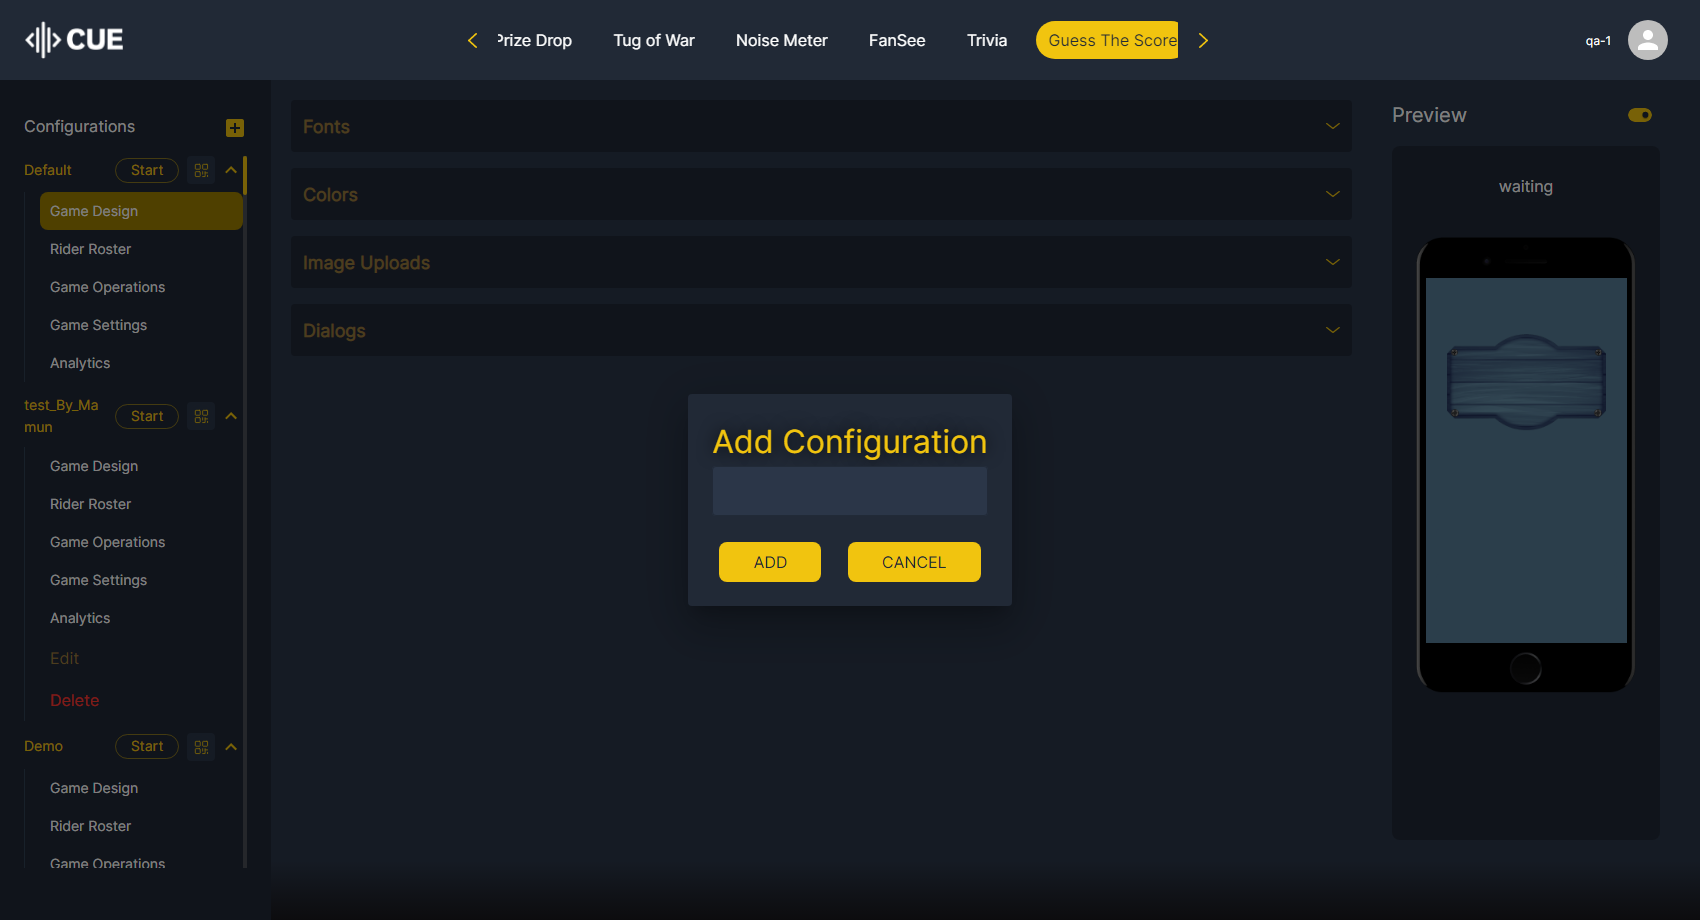 CUE
Prize Drop
Tug of War
Noise Meter
FanSee
Trivia
Guess The Score
qa-1
Configurations
Default
Start
Game Design
Rider Roster
Game Operations
Game Settings
Analytics
test_By_Ma
mun
Start
Game Design
Rider Roster
Game Operations
Game Settings
Analytics
Edit
Delete
Demo
Start
Game Design
Rider Roster
Game Operations
Fonts
Colors
Image Uploads
Dialogs
Add Configuration
ADD
CANCEL
Preview
waiting